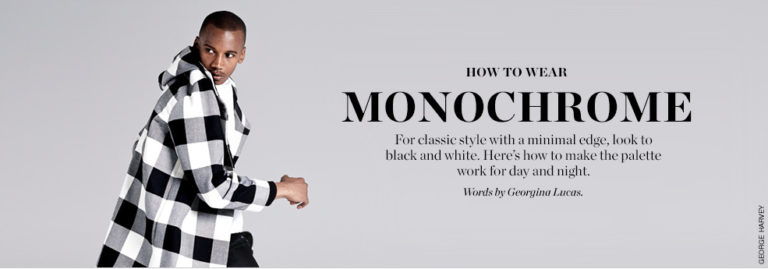 HOW TO WEAR
MONOCHROME
For classic style with a minimal edge, look to
black and white. Here's how to make the palette
work for day and night.
Words by Georgina Lucas.
GEORGE HARVEY